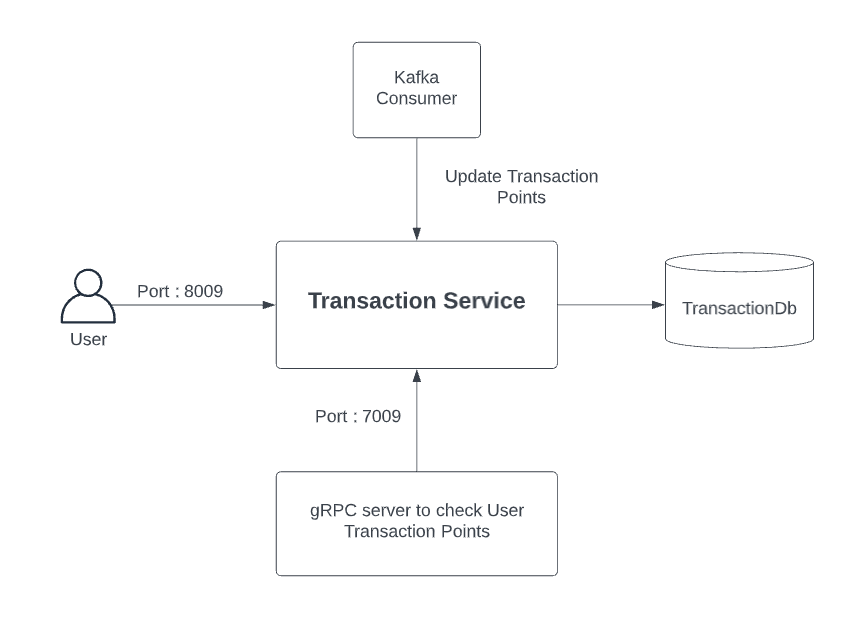 Kafka
Consumer
Update Transaction
Points
Port : 8009
Transaction Service
TransactionDb
User
Port : 7009
gRPC server to check User
Transaction Points